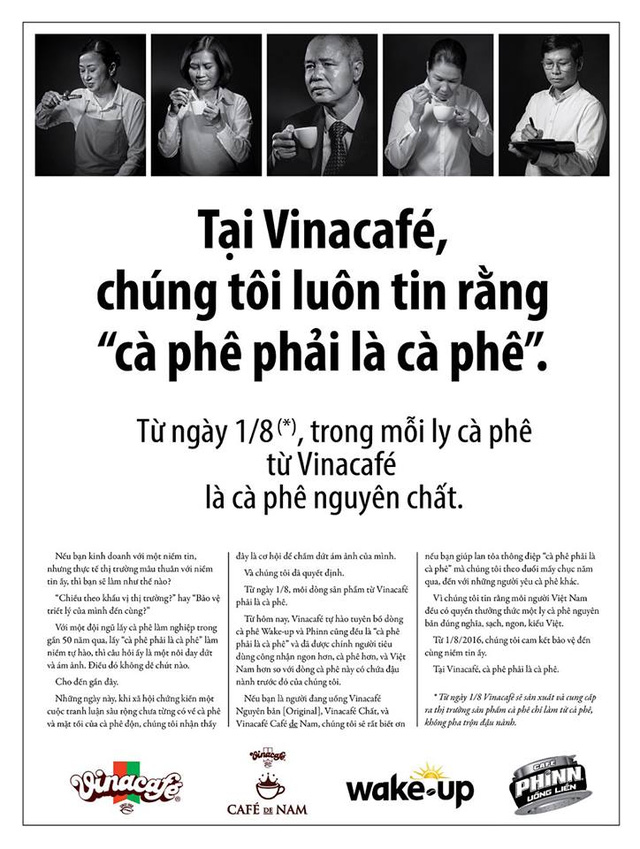 Tại Vinacafé,
chúng tôi luôn tin rằng
“cà phê phải là cà phê”.
Từ ngày 1/8(*), trong mỗi ly cà phê
từ Vinacafé
là cà phê nguyên chất.
Nếu bạn kinh doanh với một niềm tin,
nhưng thực tế thị trường mâu thuẫn với niềm
tin ấy, thì bạn sẽ làm như thế nào?
“Chiều theo khẩu vị thị trường?” hay “Bảo vệ
triết lý của mình đến cùng?”
Với một đội ngũ lấy cà phê làm nghiệp trong
gần 50 năm qua, lấy “cà phê phải là cà phê” làm
niềm tự hào, thì câu hỏi ấy là một nỗi day dứt
và ám ảnh. Điều đó không dễ chút nào.
Cho đến gần đây.
Những ngày này, khi xã hội chứng kiến một
cuộc tranh luận sâu rộng chưa từng có về cà phê
và mặt tối của cà phê độn, chúng tôi nhận thấy
đây là cơ hội để chấm dứt ám ảnh của mình.
Và chúng tôi đã quyết định.
Từ ngày 1/8, mỗi dòng sản phẩm từ Vinacafé
phải là cà phê.
Từ hôm nay, Vinacafé tự hào tuyên bố dòng
cà phê Wake-up và Phinn cũng đều là “cà phê
phải là cà phê” và đã được chính người tiêu
dùng công nhận ngon hơn, cà phê hơn, và Việt
Nam hơn so với dòng cà phê này có chứa đậu
nành trước đó của chúng tôi.
Nếu bạn là người đang uống Vinacafé
Nguyên bản [Original], Vinacafé Chất, và
Vinacafé Café de Nam, chúng tôi sẽ rất biết ơn
nếu bạn giúp lan tỏa thông điệp “cà phê phải là
cà phê” mà chúng tôi theo đuổi mấy chục năm
qua, đến với những người yêu cà phê khác.
Vì chúng tôi tin rằng mỗi người Việt Nam
đều có quyền thưởng thức một ly cà phê nguyên
bản đúng nghĩa, sạch, ngon, kiểu Việt.
Từ 1/8/2016, chúng tôi cam kết bảo vệ đến
cùng niềm tin ấy.
Tại Vinacafé, cà phê phải là cà phê.
* Từ ngày 1/8 Vinacafé sẽ sản xuất và cung cấp
ra thị trường sản phẩm cà phê chỉ làm từ cà phê,
không pha trộn đậu nành.
Vinacafé®
Vinacafé
CAFÉ DE NAM
wake-up
CAFÉ
PHiNN
UỐNG LIỀN